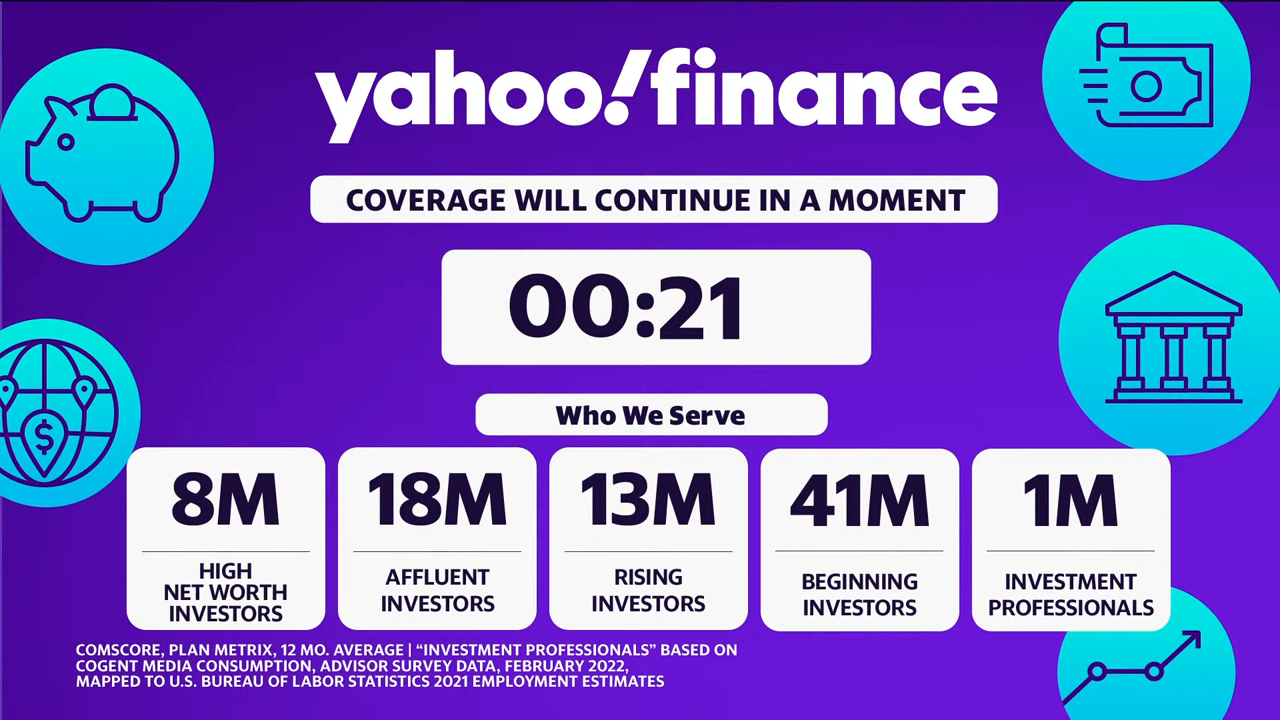 yahoo!finance
COVERAGE WILL CONTINUE IN A MOMENT
00:21
Who We Serve
8M
HIGH
NET WORTH
INVESTORS
18M
AFFLUENT
INVESTORS
13M
RISING
INVESTORS
41M
BEGINNING
INVESTORS
1M
INVESTMENT
PROFESSIONALS
$
COMSCORE, PLAN METRIX, 12 MO. AVERAGE | “INVESTMENT PROFESSIONALS” BASED ON
COGENT MEDIA CONSUMPTION, ADVISOR SURVEY DATA, FEBRUARY 2022,
MAPPED TO U.S. BUREAU OF LABOR STATISTICS 2021 EMPLOYMENT ESTIMATES